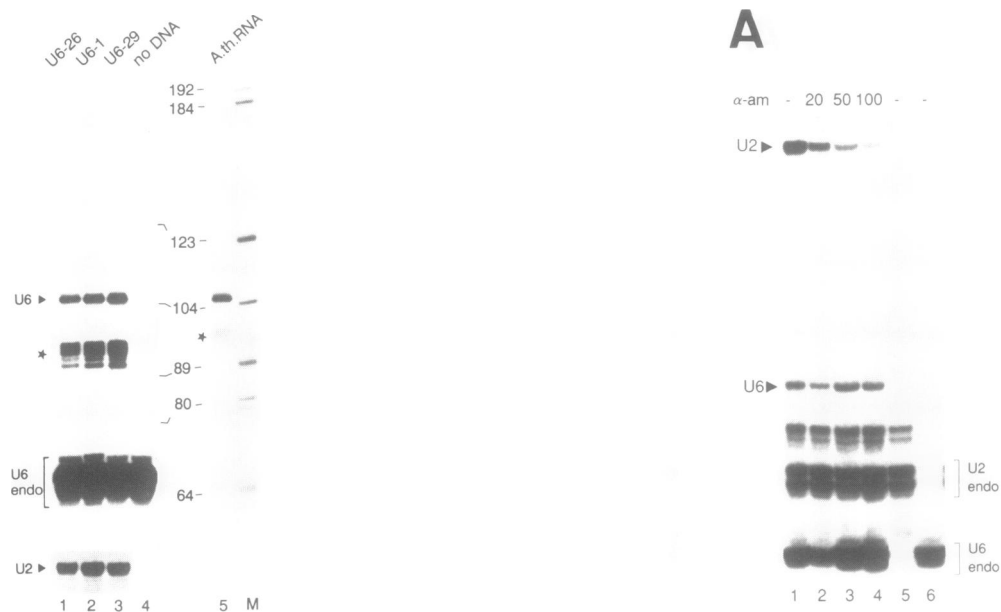 U6-26
U6-1
U6-29
no DNA
A.th.RNA
192
184
123
U6
104
89
80
U6
endo
64
U2
1 2 3 4 5 M
A
α-am - 20 50 100 - -
U2
U6
U2
endo
U6
endo
1 2 3 4 5 6